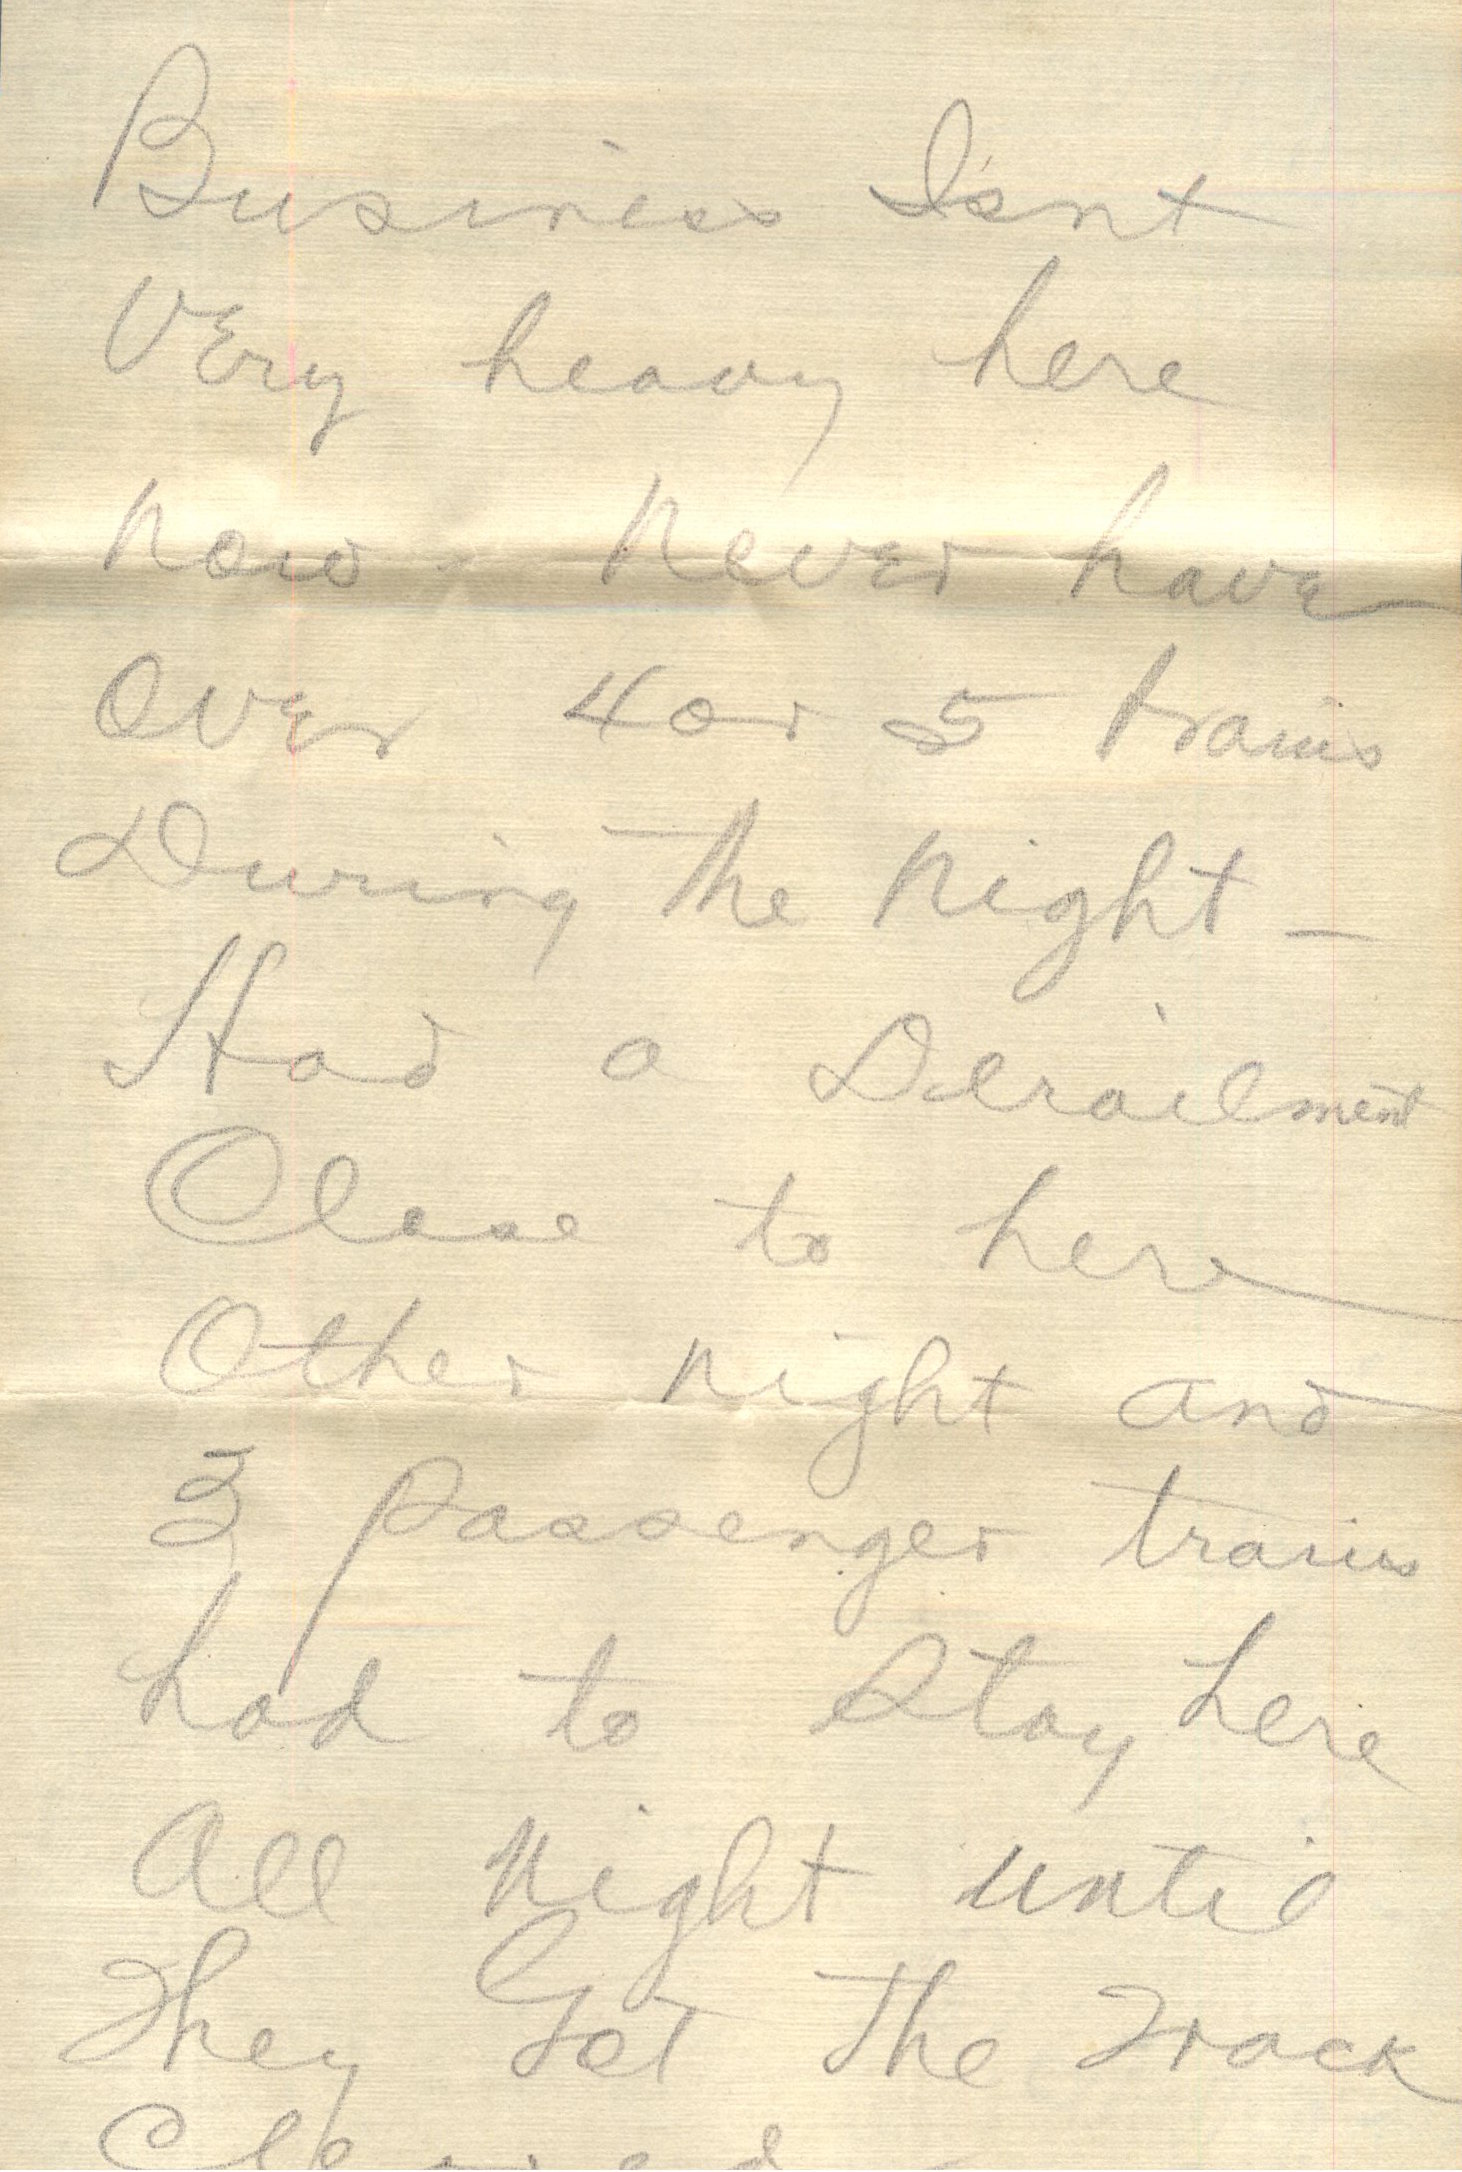 Business Isn't
Very heavy here
Now - Never have
Over 4 or 5 trains
During the Night -
Had a Derailment
Close to here
Other Night and
3 Passenger trains
had to Stay here
All Night until
They Got The Track
Cleared